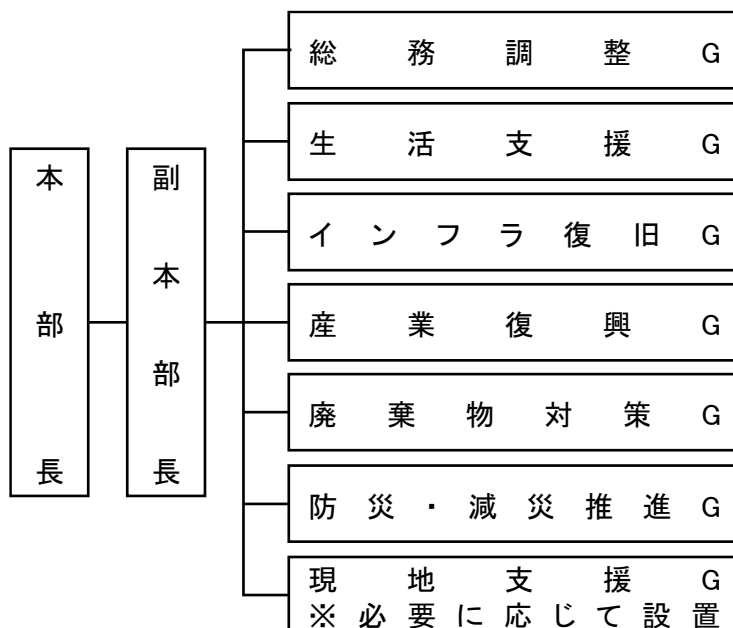 本部長
副本部長
総務調整G
生活支援G
インフラ復旧G
産業復興G
廃棄物対策G
防災・減災推進G
現地支援G
※必要に応じて設置